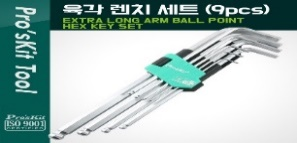 Pro'sKit Tool
육각 렌치 세트 (9pcs)
EXTRA LONG ARM BALL POINT
HEX KEY SET
Pro'sKit
ISO 9001